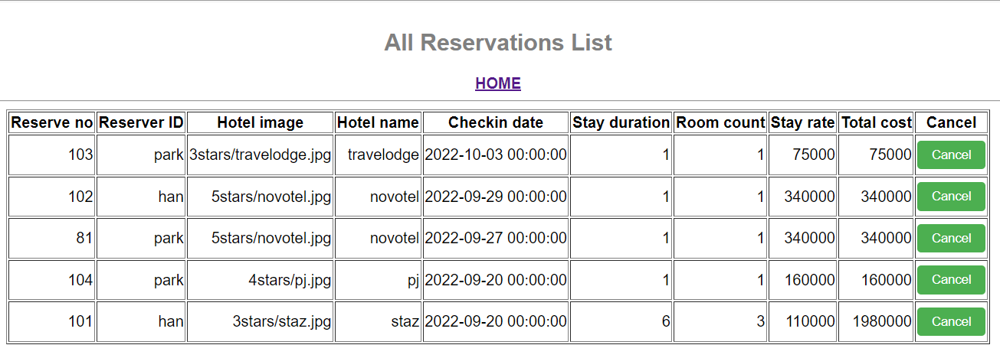 All Reservations List
HOME
Reserve no Reserver ID Hotel image Hotel name Checkin date Stay duration Room count Stay rate Total cost Cancel
103 park 3stars/travelodge.jpg travelodge 2022-10-03 00:00:00 1 1 75000 75000 Cancel
102 han 5stars/novotel.jpg novotel 2022-09-29 00:00:00 1 1 340000 340000 Cancel
81 park 5stars/novotel.jpg novotel 2022-09-27 00:00:00 1 1 340000 340000 Cancel
104 park 4stars/pj.jpg pj 2022-09-20 00:00:00 1 1 160000 160000 Cancel
101 han 3stars/staz.jpg staz 2022-09-20 00:00:00 6 3 110000 1980000 Cancel